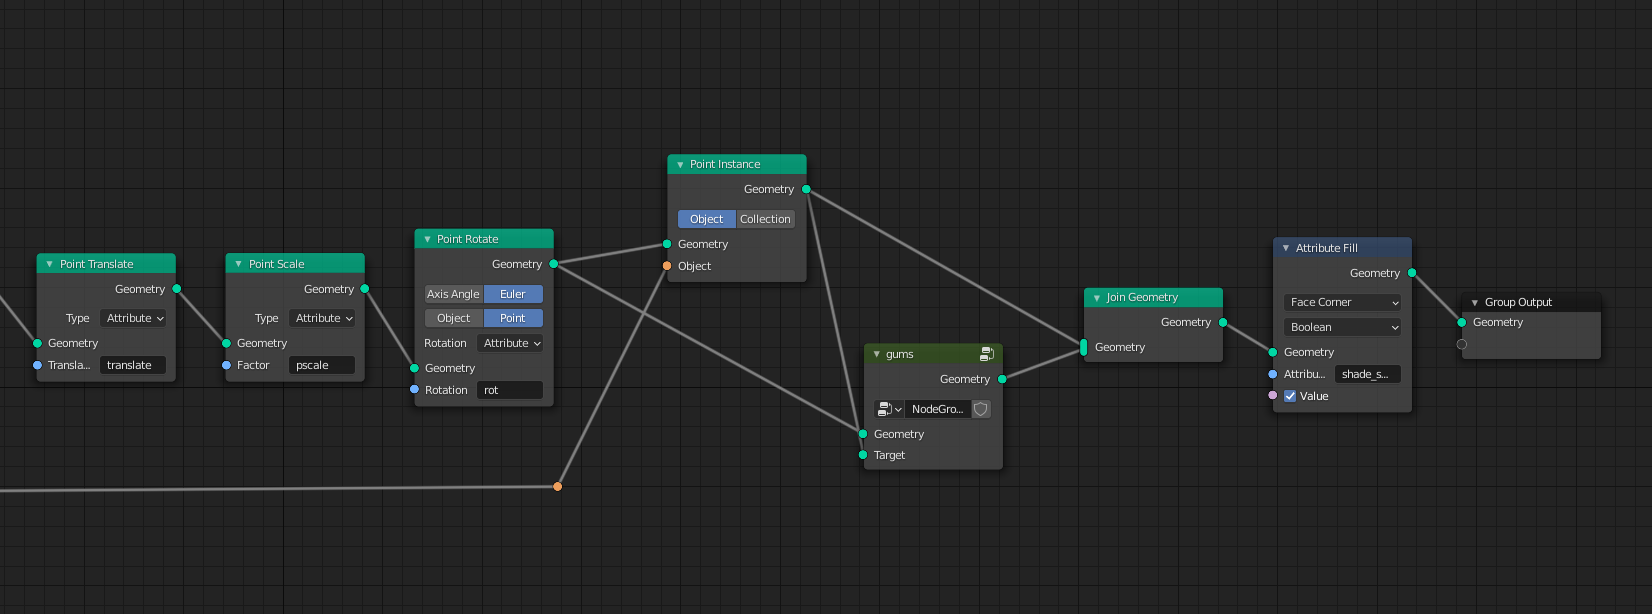 Point Translate
Geometry
Type Attribute
Geometry
Transla... translate
Point Scale
Geometry
Type Attribute
Geometry
Factor pscale
Point Rotate
Geometry
Axis Angle Euler
Object Point
Rotation Attribute
Geometry
Rotation rot
Point Instance
Geometry
Object Collection
Geometry
Object
gums
Geometry
NodeGro...
Geometry
Target
Join Geometry
Geometry
Geometry
Attribute Fill
Geometry
Face Corner
Boolean
Geometry
Attribu... shade_s...
Value
Group Output
Geometry